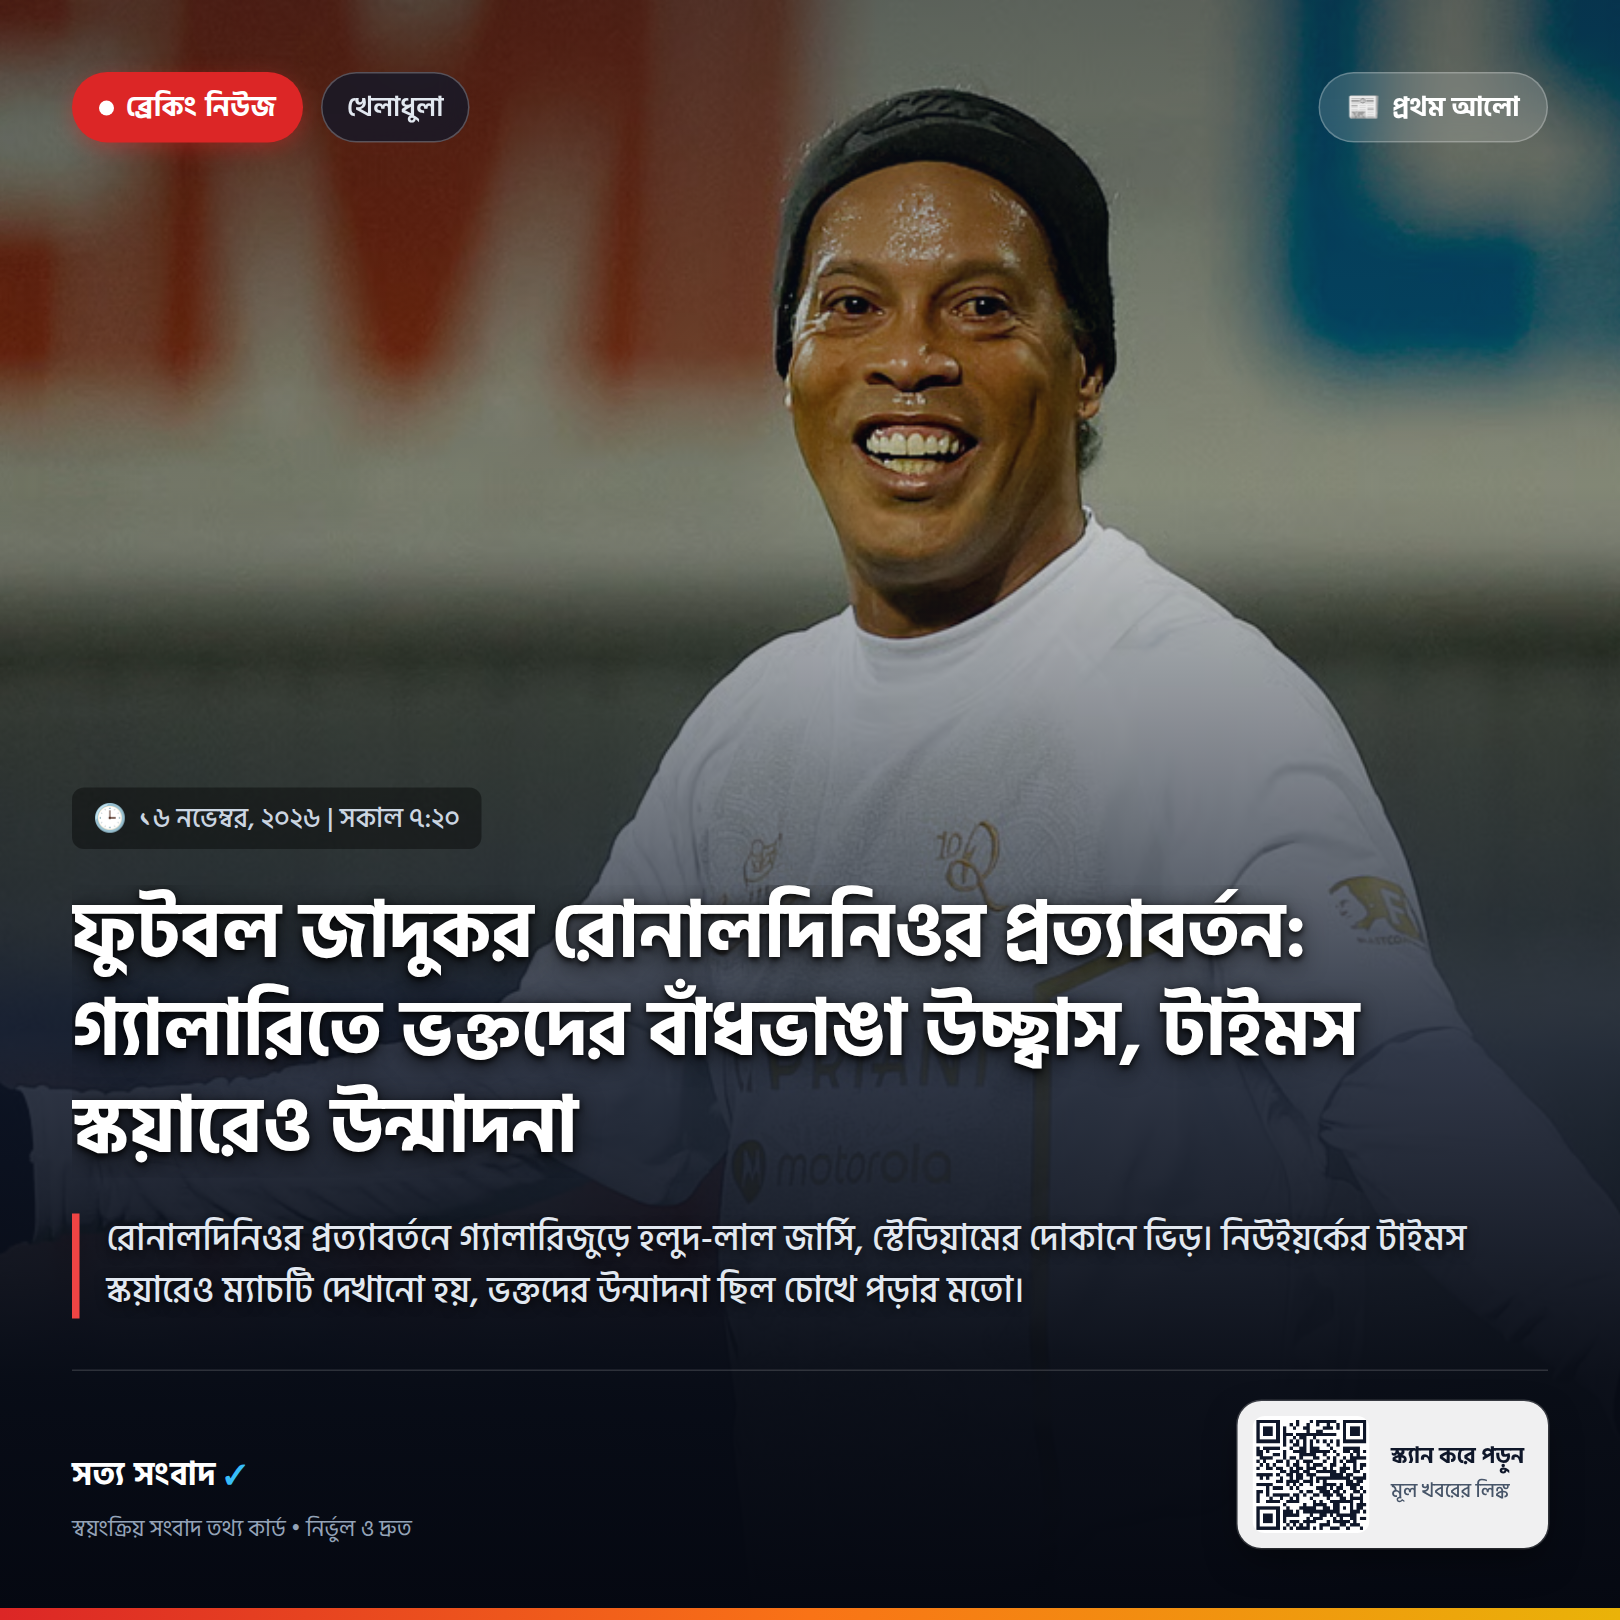 ব্রেকিং নিউজ
খেলাধুলা
প্রথম আলো
১৬ নভেম্বর, ২০২৬ | সকাল ৭:২০
ফুটবল জাদুকর রোনালদিনিওর প্রত্যাবর্তন:
গ্যালারিতে ভক্তদের বাঁধভাঙা উচ্ছ্বাস, টাইমস
স্কয়ারেও উন্মাদনা
রোনালদিনিওর প্রত্যাবর্তনে গ্যালারিজুড়ে হলুদ-লাল জার্সি, স্টেডিয়ামের দোকানে ভিড়। নিউইয়র্কের টাইমস
স্কয়ারেও ম্যাচটি দেখানো হয়, ভক্তদের উন্মাদনা ছিল চোখে পড়ার মতো।
motorola
সত্য সংবাদ ✓
স্বয়ংক্রিয় সংবাদ তথ্য কার্ড • নির্ভুল ও দ্রুত
স্ক্যান করে পড়ুন
মূল খবরের লিঙ্ক